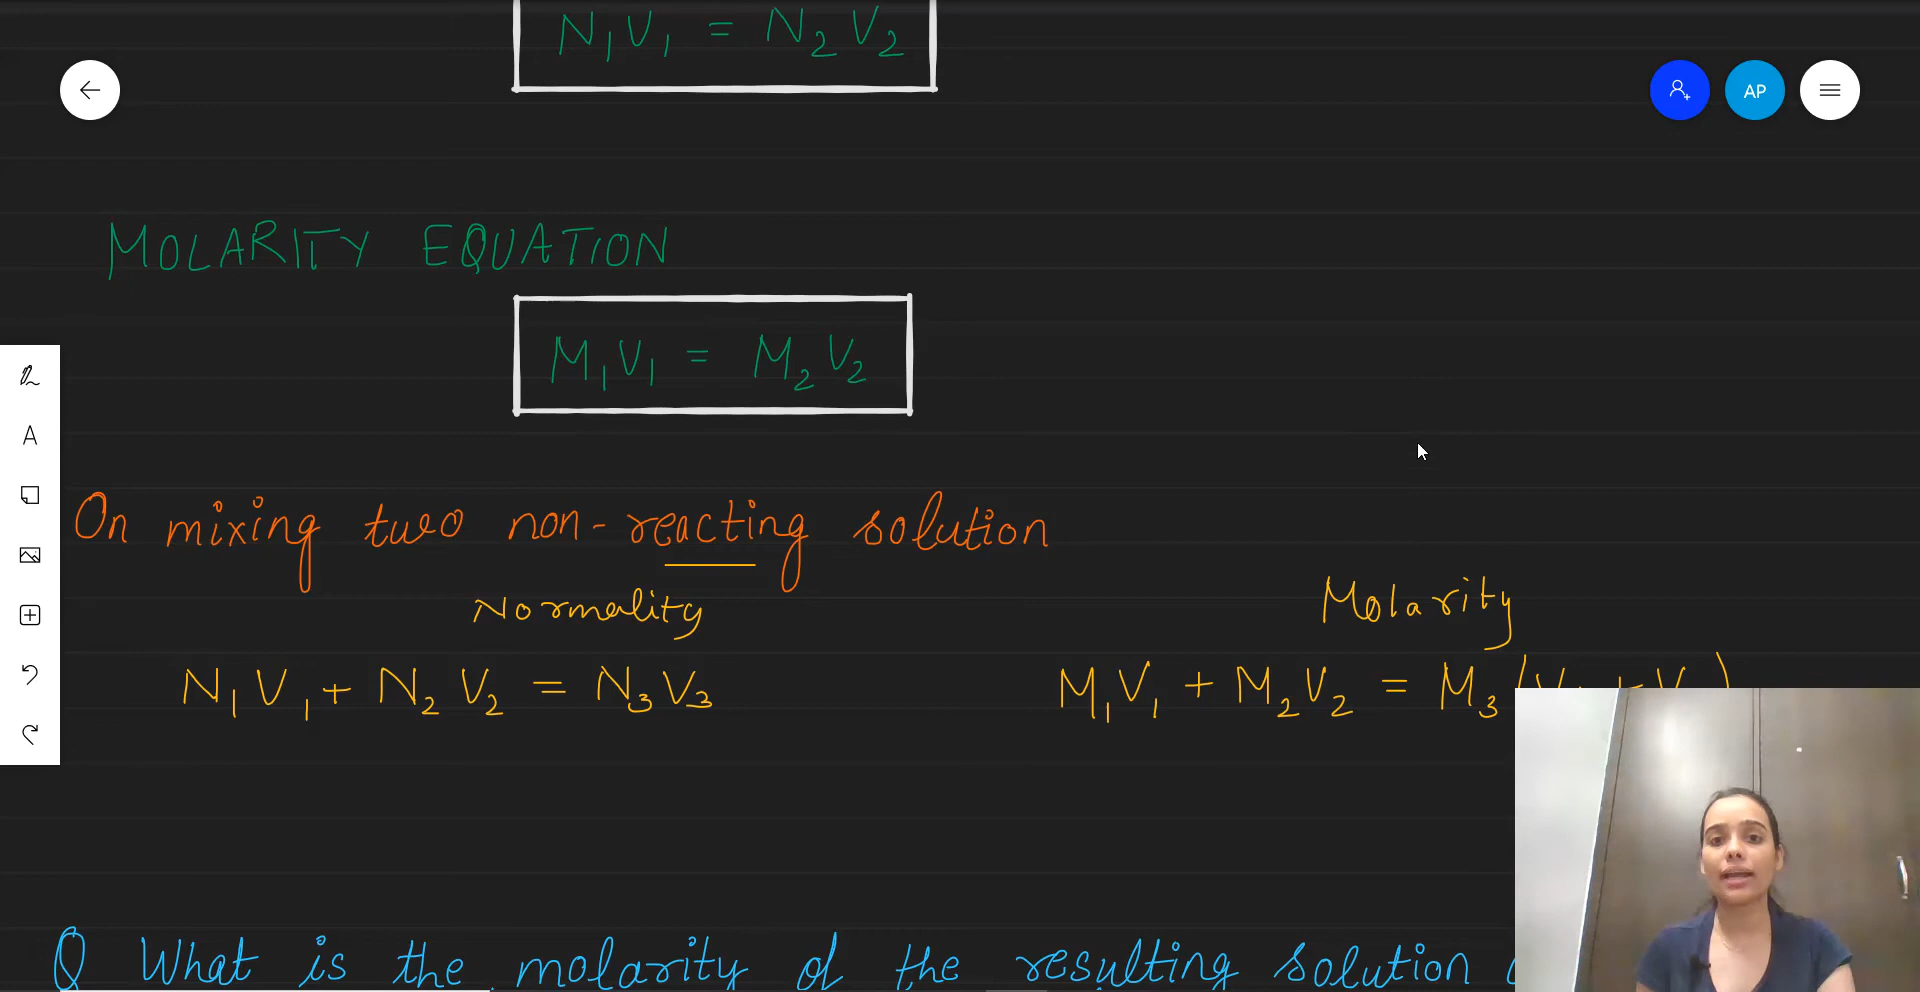 N₁V₁ = N₂V₂
AP
MOLARITY EQUATION
M₁V₁ = M₂V₂
A
On mixing two non-reacting solution
Normality
Molarity
N₁V₁ + N₂V₂ = N₃V₃
M₁V₁ + M₂V₂ = M₃(V₁ + V
Q What is the molarity of the resulting solution